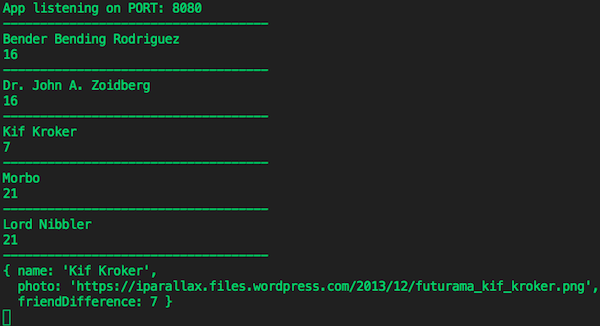 App listening on PORT: 8080
----------------------------------
Bender Bending Rodriguez
16
----------------------------------
Dr. John A. Zoidberg
16
----------------------------------
Kif Kroker
7
----------------------------------
Morbo
21
----------------------------------
Lord Nibbler
21
----------------------------------
{ name: 'Kif Kroker',
  photo: 'https://iparallax.files.wordpress.com/2013/12/futurama_kif_kroker.png',
  friendDifference: 7 }